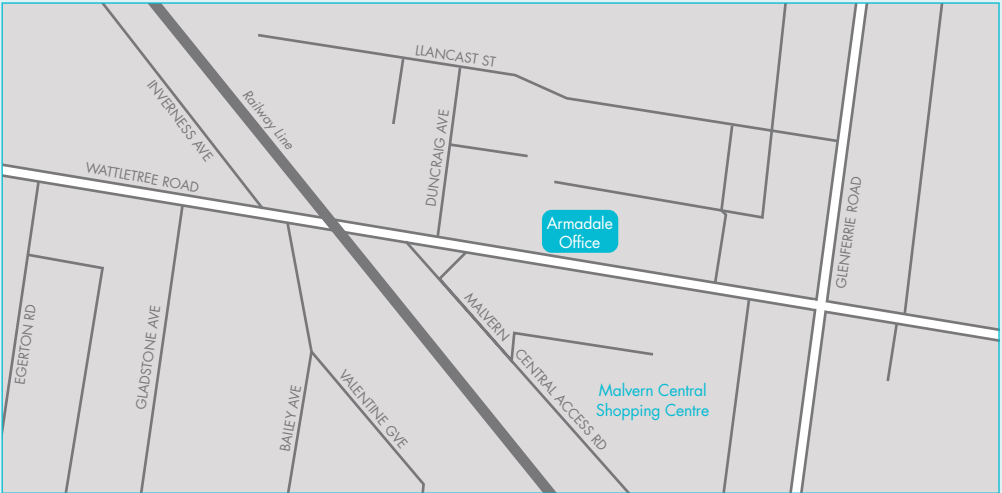 LLANCAST ST
INVERNESS AVE
Railway Line
DUNCRAIG AVE
WATTLETREE ROAD
Armadale
Office
GLENFERRIE ROAD
EGERTON RD
GLADSTONE AVE
MALVERN CENTRAL ACCESS RD
BAILEY AVE
VALENTINE GVE
Malvern Central
Shopping Centre